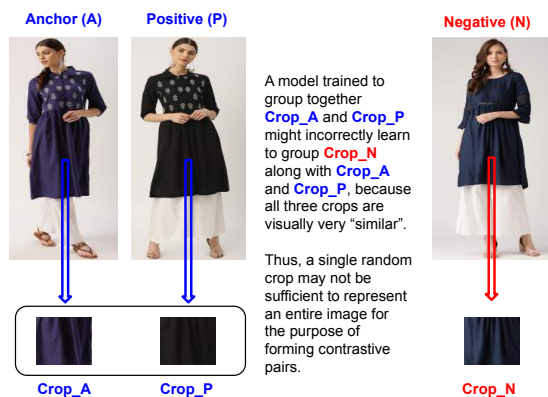 Anchor (A)
Positive (P)
Negative (N)
A model trained to
group together
Crop_A and Crop_P
might incorrectly learn
to group Crop_N
along with Crop_A
and Crop_P, because
all three crops are
visually very “similar”.
Thus, a single random
crop may not be
sufficient to represent
an entire image for
the purpose of
forming contrastive
pairs.
Crop_A
Crop_P
Crop_N